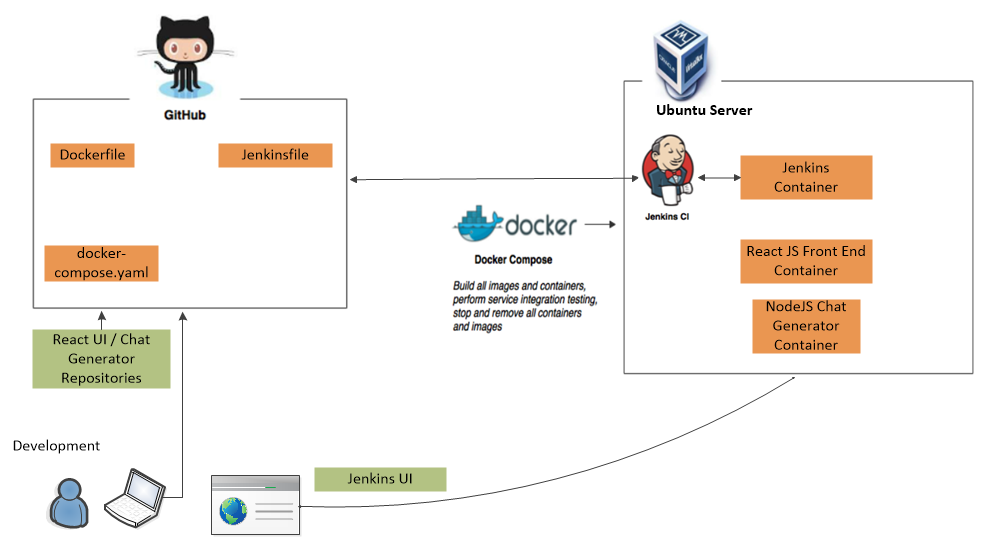 GitHub
Dockerfile
Jenkinsfile
docker-
compose.yaml
React UI / Chat
Generator
Repositories
Development
Jenkins UI
docker
Docker Compose
Build all images and containers,
perform service integration testing,
stop and remove all containers
and images
ORACLE
VirtualBox
Ubuntu Server
Jenkins CI
Jenkins
Container
React JS Front End
Container
NodeJS Chat
Generator
Container